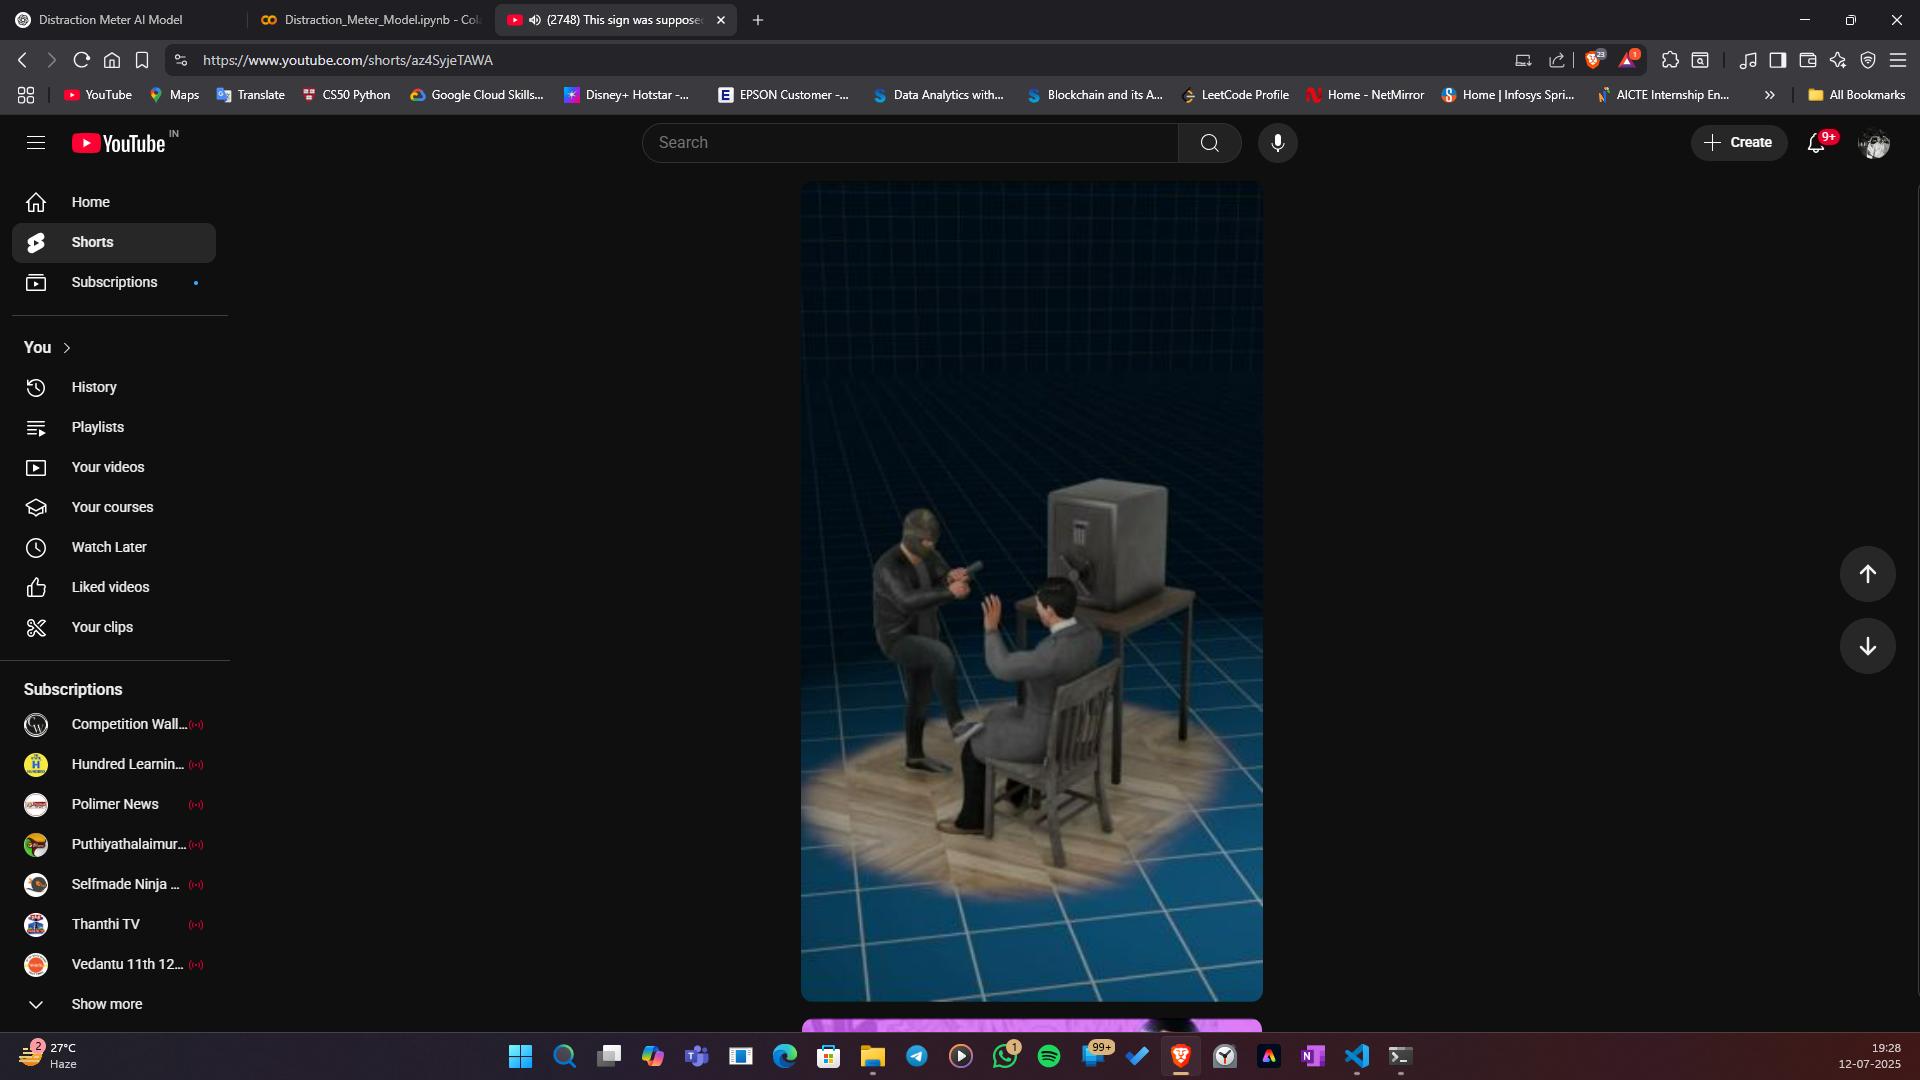 Distraction Meter AI Model
Distraction_Meter_Model.ipynb - Col
(2748) This sign was suppose
https://www.youtube.com/shorts/az4SyjeTAWA
23
1
YouTube
Maps
Translate
CS50 Python
Google Cloud Skills...
Disney+ Hotstar -...
EPSON Customer -...
Data Analytics with...
Blockchain and its A...
LeetCode Profile
Home - NetMirror
Home | Infosys Spri...
AICTE Internship En...
All Bookmarks
YouTube IN
Search
Create
9+
Home
Shorts
Subscriptions
You
History
Playlists
Your videos
Your courses
Watch Later
Liked videos
Your clips
Subscriptions
Competition Wall...
Hundred Learnin...
Polimer News
Puthiyathalaimur...
Selfmade Ninja ...
Thanthi TV
Vedantu 11th 12...
Show more
2
27°C
Haze
1
99+
19:28
12-07-2025